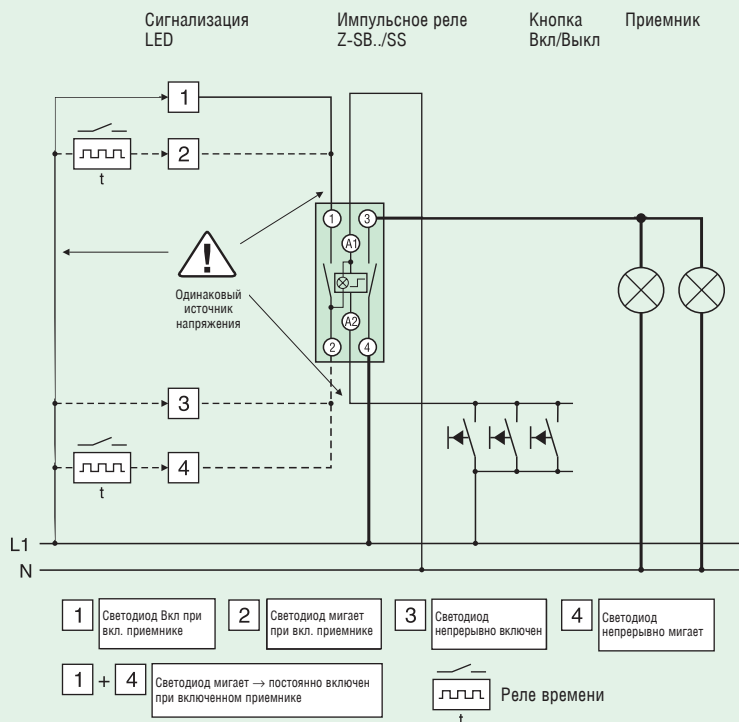 Сигнализация
LED
Импульсное реле
Z-SB../SS
Кнопка
Вкл/Выкл
Приемник
1
t
2
1
3
A1
!
Одинаковый
источник
напряжения
A2
2
4
3
t
4
L1
N
1
Светодиод Вкл при
вкл. приемнике
2
Светодиод мигает
при вкл. приемнике
3
Светодиод
непрерывно включен
4
Светодиод
непрерывно мигает
1 + 4
Светодиод мигает → постоянно включен
при включенном приемнике
t
Реле времени